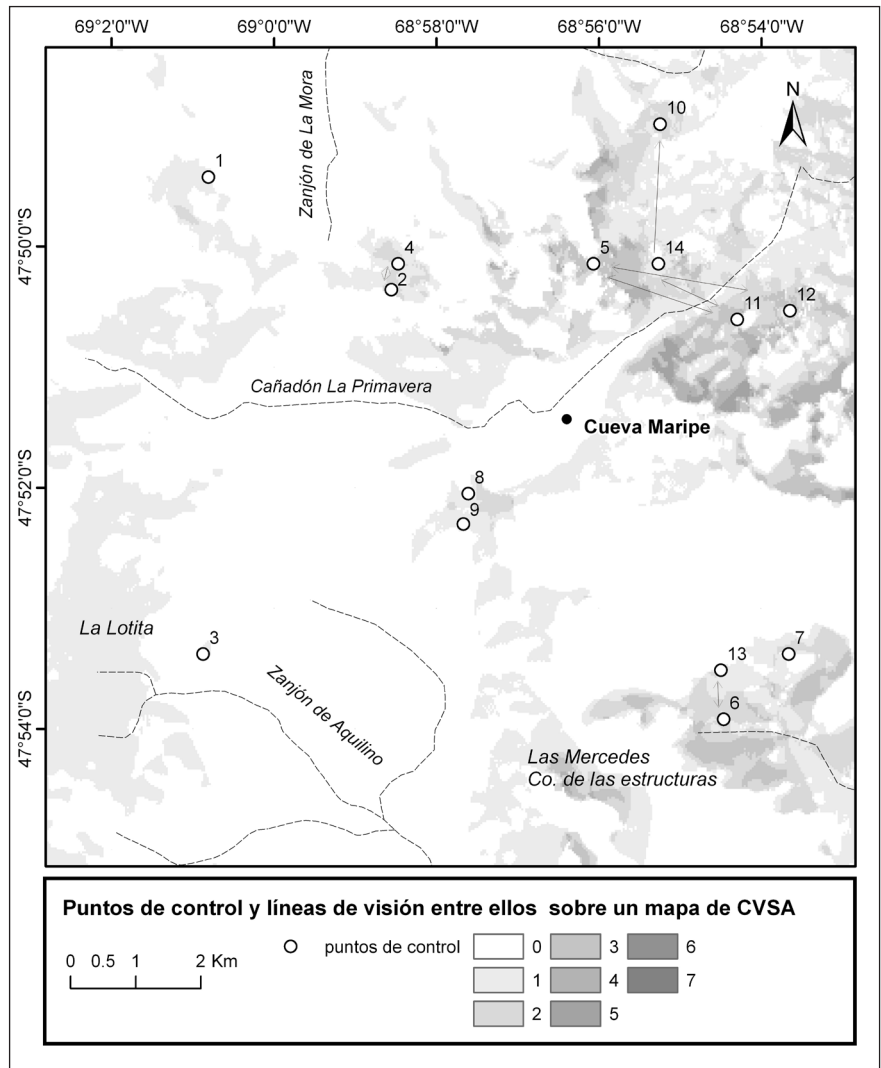 69°2'0"W
69°0'0"W
68°58'0"W
68°56'0"W
68°54'0"W
47°50'0"S
47°52'0"S
47°54'0"S
N
Zanjón de La Mora
10
1
4
2
5
14
11
12
Cañadón La Primavera
Cueva Maripe
8
9
La Lotita
3
Zanjón de Aquilino
13
7
6
Las Mercedes
Co. de las estructuras
Puntos de control y líneas de visión entre ellos sobre un mapa de CVSA
0 0.5 1 2 Km
puntos de control
0 3 6
1 4 7
2 5